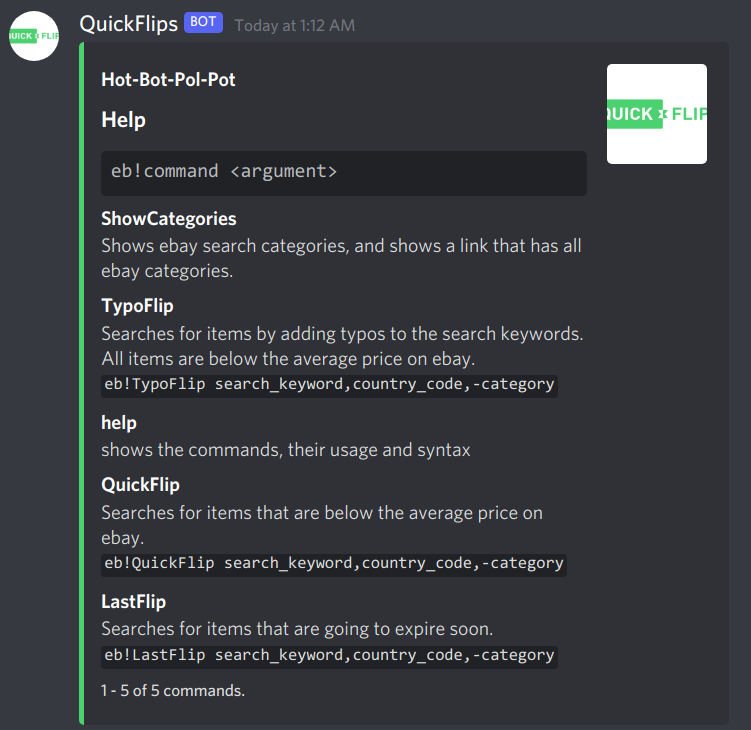 QUICK FLIP
QuickFlips BOT Today at 1:12 AM
Hot-Bot-Pol-Pot
QUICK FLIP
Help
eb!command <argument>
ShowCategories
Shows ebay search categories, and shows a link that has all
ebay categories.
TypoFlip
Searches for items by adding typos to the search keywords.
All items are below the average price on ebay.
eb!TypoFlip search_keyword,country_code,-category
help
shows the commands, their usage and syntax
QuickFlip
Searches for items that are below the average price on
ebay.
eb!QuickFlip search_keyword,country_code,-category
LastFlip
Searches for items that are going to expire soon.
eb!LastFlip search_keyword,country_code,-category
1 - 5 of 5 commands.